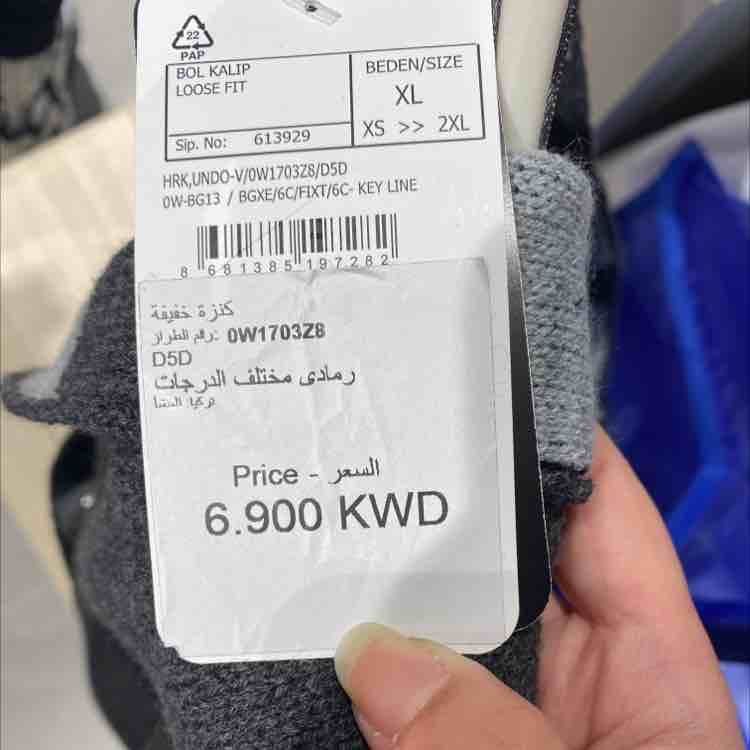 22
PAP
BOL KALIP
LOOSE FIT
BEDEN/SIZE
XL
Sip. No: 613929
XS >> 2XL
HRK,UNDO-V/0W1703Z8/D5D
0W-BG13 / BGXE/6C/FIXT/6C- KEY LINE
8 681385 197282
كنزة خفيفة
رقم الطراز: 0W1703Z8
D5D
رمادى مختلف الدرجات
تركيا: المنشأ
Price - السعر
6.900 KWD